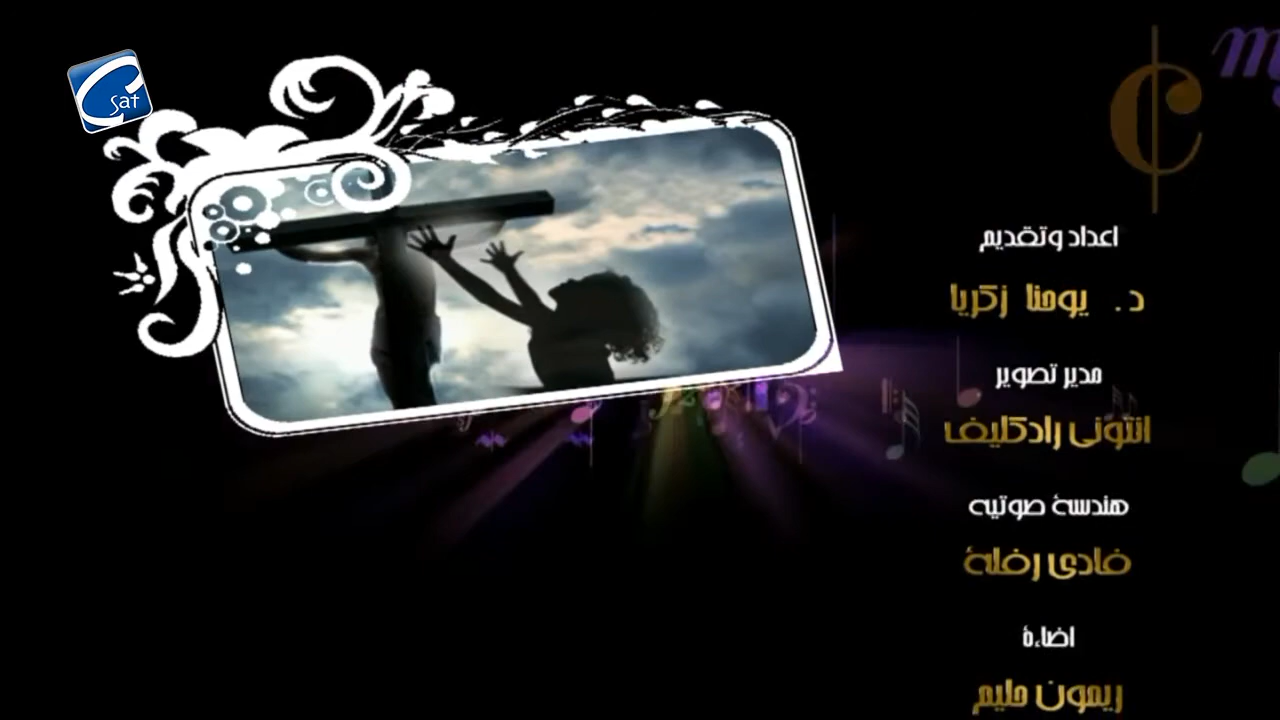 C sat
اعداد وتقديم
د. يوحنا زكريا
مدير تصوير
انتونى رادكليف
هندسة صوتيه
فادى رفلة
اضاءة
ريمون حليم